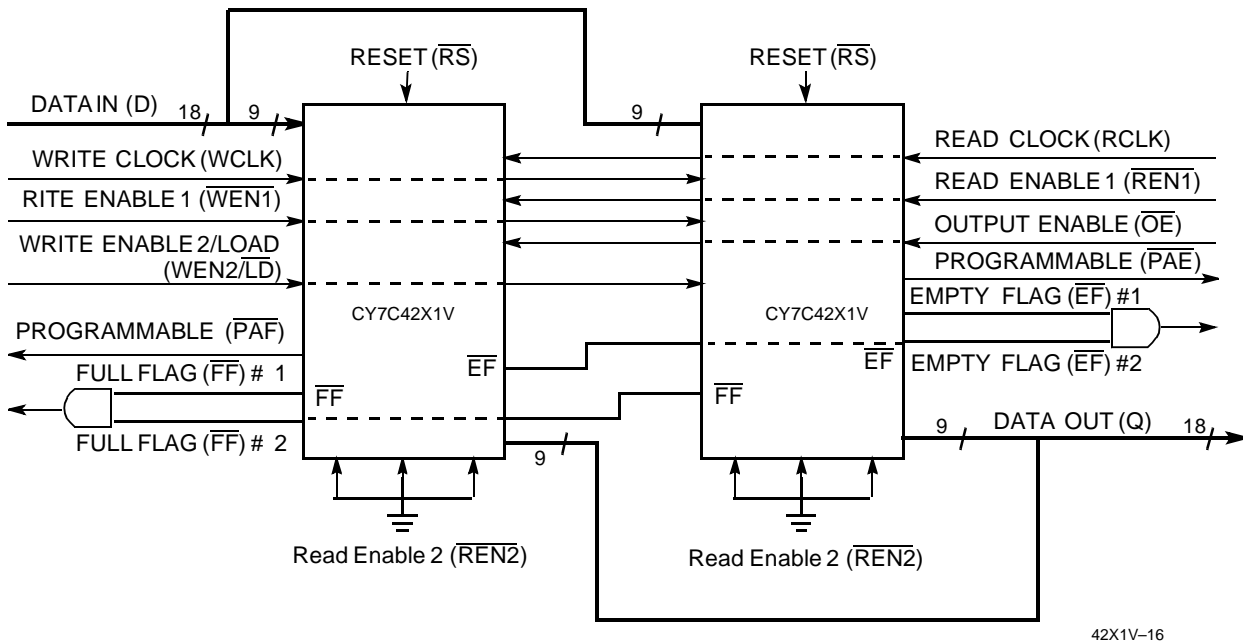 RESET (RS)
RESET (RS)
DATA IN (D)
18
9
9
WRITE CLOCK (WCLK)
READ CLOCK (RCLK)
RITE ENABLE 1 (WEN1)
READ ENABLE 1 (REN1)
WRITE ENABLE 2/LOAD
(WEN2/LD)
OUTPUT ENABLE (OE)
PROGRAMMABLE (PAE)
EMPTY FLAG (EF) #1
CY7C42X1V
CY7C42X1V
PROGRAMMABLE (PAF)
EF
EF
EMPTY FLAG (EF) #2
FULL FLAG (FF) # 1
FF
FF
FULL FLAG (FF) # 2
9
9
DATA OUT (Q)
18
Read Enable 2 (REN2)
Read Enable 2 (REN2)
42X1V–16